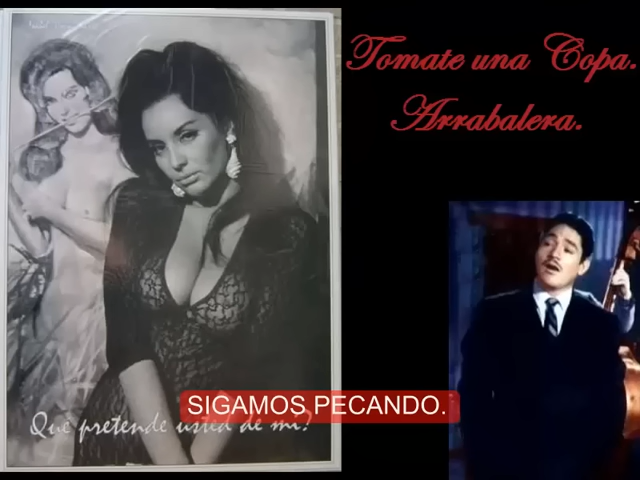 Tomate una Copa.
Arrabalera.
SIGAMOS PECANDO.
Que pretende usted de mi?